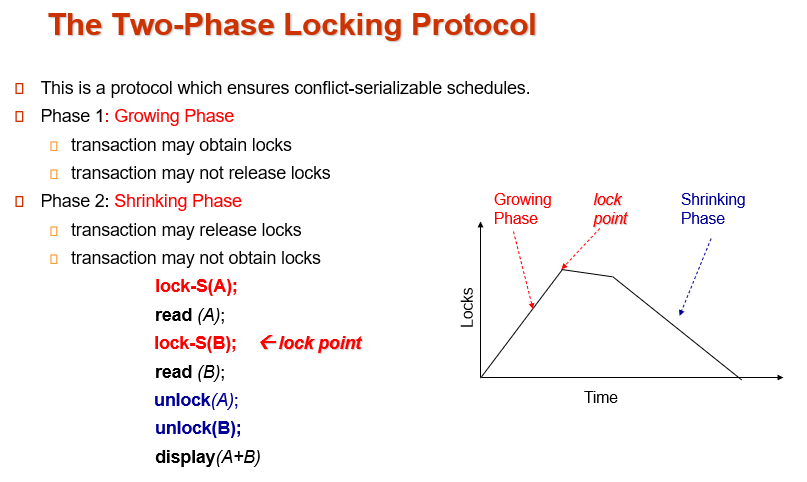 The Two-Phase Locking Protocol
This is a protocol which ensures conflict-serializable schedules.
Phase 1: Growing Phase
transaction may obtain locks
transaction may not release locks
Phase 2: Shrinking Phase
transaction may release locks
transaction may not obtain locks
lock-S(A);
read (A);
lock-S(B); ← lock point
read (B);
unlock(A);
unlock(B);
display(A+B)
Growing
Phase
lock
point
Shrinking
Phase
Locks
Time